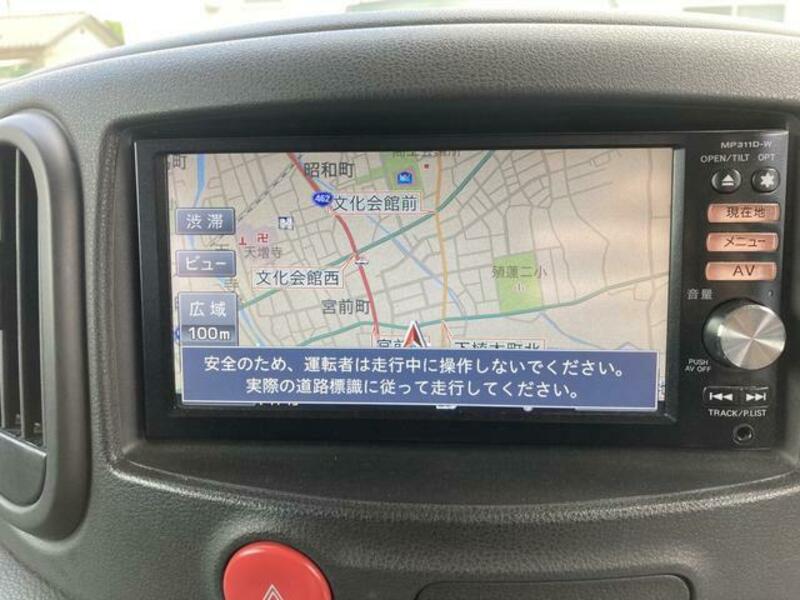 MP311D-W
OPEN/TILT OPT
昭和町
462
文化会館前
渋滞
現在地
天増寺
ビュー
メニュー
文化会館西
殖蓮二小
AV
広域
宮前町
音量
100m
PUSH
AV OFF
安全のため、運転者は走行中に操作しないでください。
実際の道路標識に従って走行してください。
TRACK/P.LIST